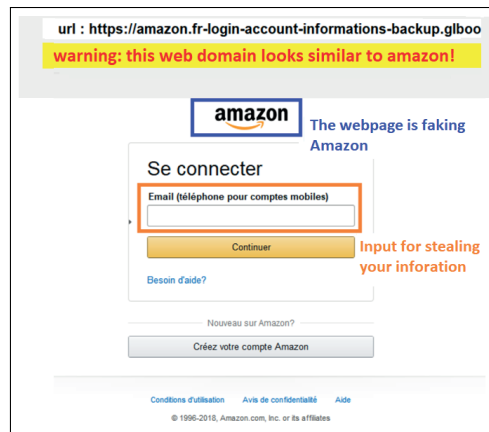 url : https://amazon.fr-login-account-informations-backup.glboo
warning: this web domain looks similar to amazon!
amazon
The webpage is faking
Amazon
Se connecter
Email (téléphone pour comptes mobiles)
Continuer
Input for stealing
your inforation
Besoin d'aide?
Nouveau sur Amazon?
Créez votre compte Amazon
Conditions d'utilisation Avis de confidentialité Aide
© 1996-2018, Amazon.com, Inc. or its affiliates